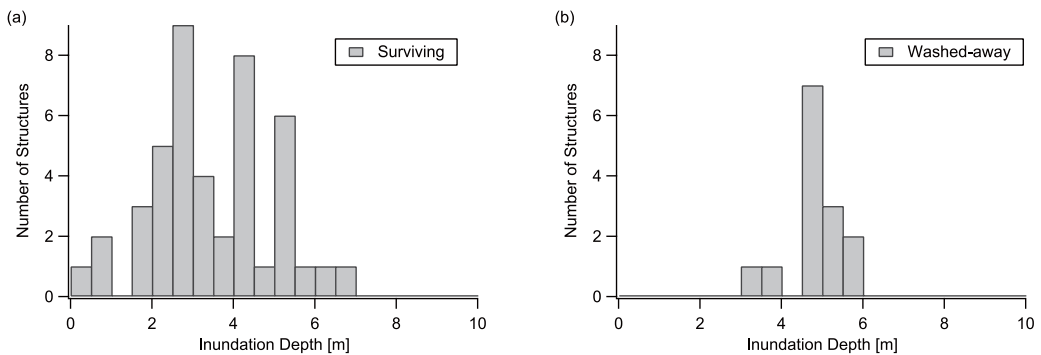 (a)
Surviving
Number of Structures
8
6
4
2
0
0 2 4 6 8 10
Inundation Depth [m]
(b)
Washed-away
Number of Structures
8
6
4
2
0
0 2 4 6 8 10
Inundation Depth [m]